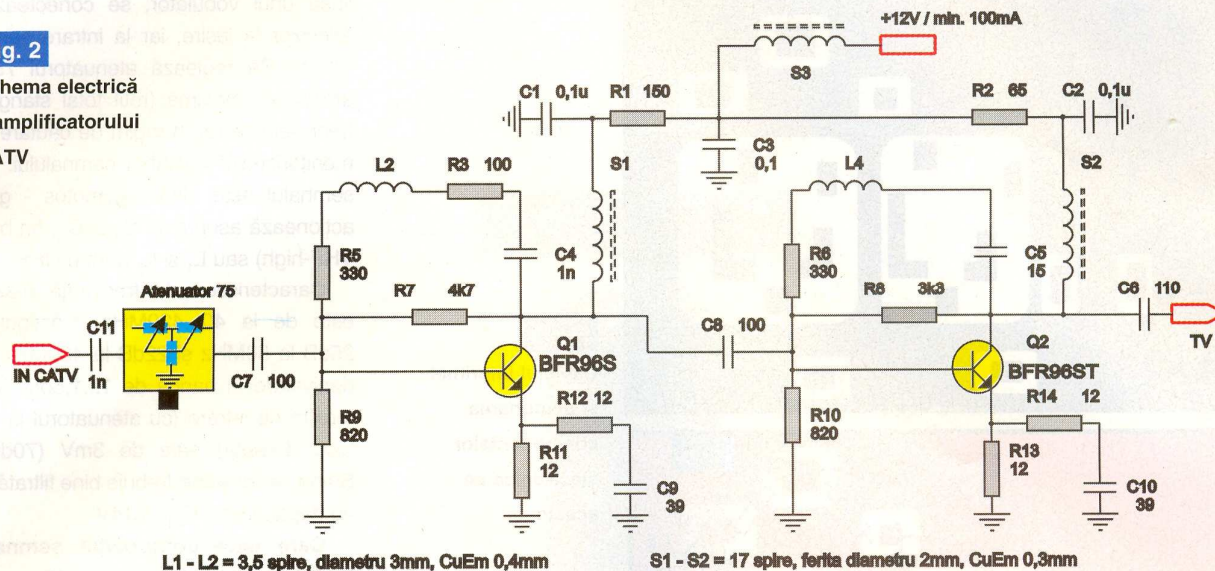 g. 2
hema electrică
amplificatorului
ATV
+12V / min. 100mA
S3
C1 0,1u
R1 150
R2 65
C2 0,1u
C3
0,1
S1
S2
L2
R3 100
L4
R5
330
C4
1n
R6
330
C5
15
Atenuator 75
R7 4k7
R8 3k3
C6 110
C11
1n
IN CATV
C7 100
Q1
BFR96S
C8 100
Q2
BFR96ST
TV
R9
820
R12 12
R11
12
C9
39
R10
820
R14 12
R13
12
C10
39
L1 - L2 = 3,5 spire, diametru 3mm, CuEm 0,4mm
S1 - S2 = 17 spire, ferita diametru 2mm, CuEm 0,3mm